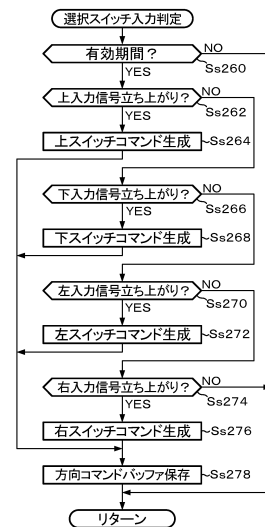 選択スイッチ入力判定
有効期間？
NO
Ss260
YES
上入力信号立ち上がり？
NO
Ss262
YES
上スイッチコマンド生成
Ss264
下入力信号立ち上がり？
NO
Ss266
YES
下スイッチコマンド生成
Ss268
左入力信号立ち上がり？
NO
Ss270
YES
左スイッチコマンド生成
Ss272
右入力信号立ち上がり？
NO
Ss274
YES
右スイッチコマンド生成
Ss276
方向コマンドバッファ保存
Ss278
リターン